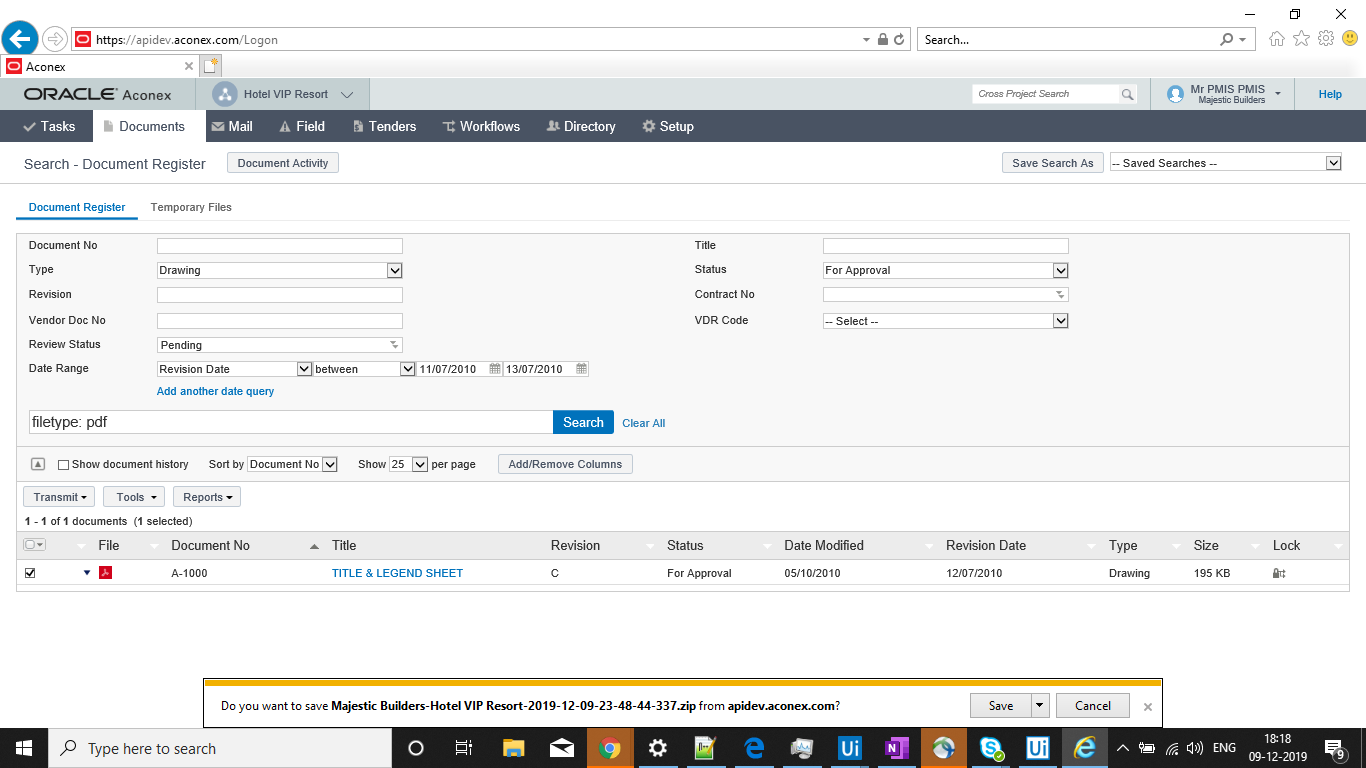 https://apidev.aconex.com/Logon
Search...
Aconex
ORACLE Aconex
Hotel VIP Resort
Cross Project Search
Mr PMIS PMIS
Majestic Builders
Help
Tasks
Documents
Mail
Field
Tenders
Workflows
Directory
Setup
Search - Document Register
Document Activity
Save Search As
-- Saved Searches --
Document Register
Temporary Files
Document No
Title
Type
Drawing
Status
For Approval
Revision
Contract No
Vendor Doc No
VDR Code
-- Select --
Review Status
Pending
Date Range
Revision Date
between
11/07/2010
13/07/2010
Add another date query
filetype: pdf
Search
Clear All
Show document history
Sort by
Document No
Show
25
per page
Add/Remove Columns
Transmit
Tools
Reports
1 - 1 of 1 documents (1 selected)
File
Document No
Title
Revision
Status
Date Modified
Revision Date
Type
Size
Lock
A-1000
TITLE & LEGEND SHEET
C
For Approval
05/10/2010
12/07/2010
Drawing
195 KB
Do you want to save Majestic Builders-Hotel VIP Resort-2019-12-09-23-48-44-337.zip from apidev.aconex.com?
Save
Cancel
Type here to search
Ui
N
Ui
ENG
18:18
09-12-2019
9